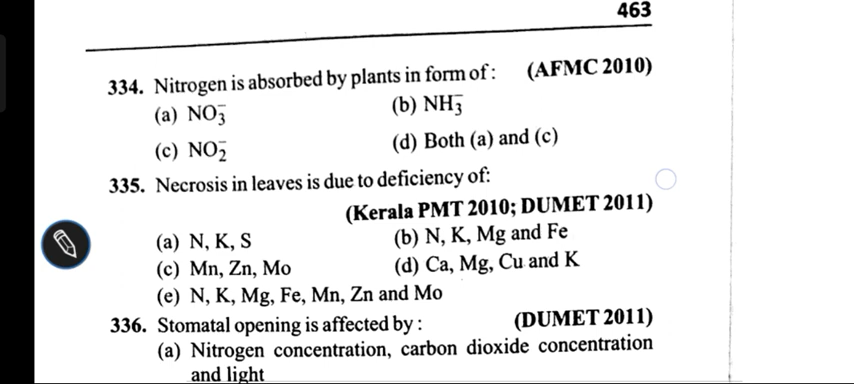 463
334. Nitrogen is absorbed by plants in form of : (AFMC 2010)
(a) NO₃⁻ (b) NH₃⁻
(c) NO₂⁻ (d) Both (a) and (c)
335. Necrosis in leaves is due to deficiency of:
(Kerala PMT 2010; DUMET 2011)
(a) N, K, S (b) N, K, Mg and Fe
(c) Mn, Zn, Mo (d) Ca, Mg, Cu and K
(e) N, K, Mg, Fe, Mn, Zn and Mo
336. Stomatal opening is affected by : (DUMET 2011)
(a) Nitrogen concentration, carbon dioxide concentration
and light